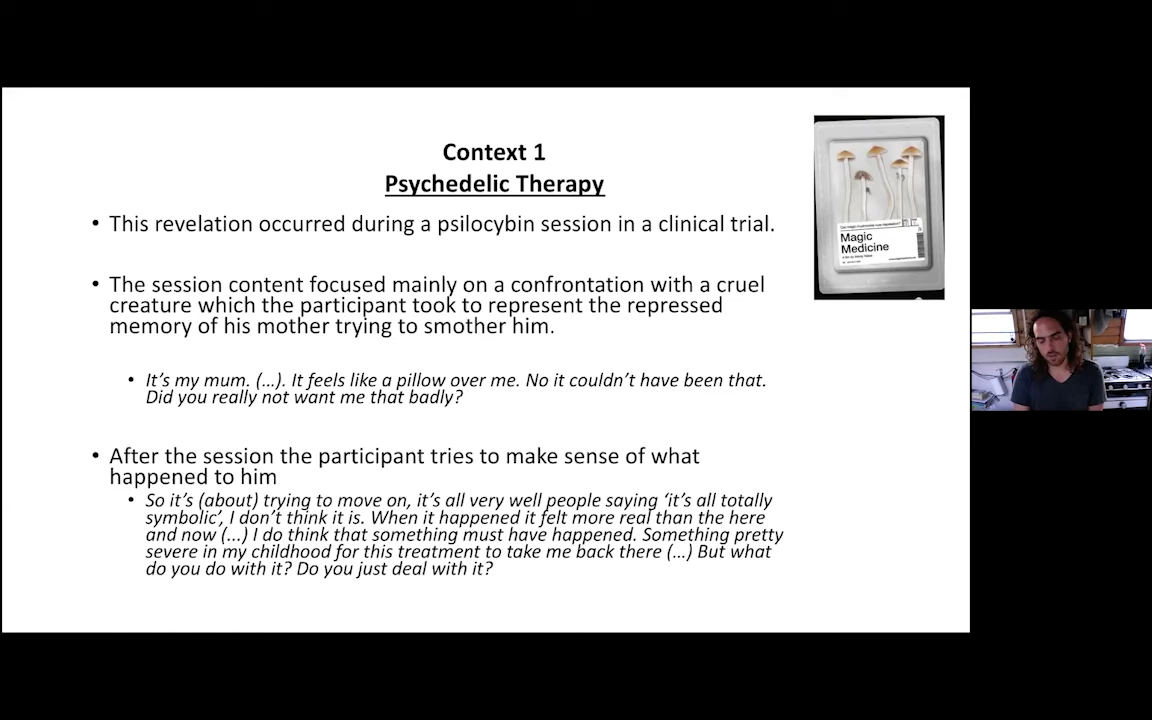 Context 1
Psychedelic Therapy
• This revelation occurred during a psilocybin session in a clinical trial.
• The session content focused mainly on a confrontation with a cruel
creature which the participant took to represent the repressed
memory of his mother trying to smother him.
• It's my mum. (…). It feels like a pillow over me. No it couldn't have been that.
Did you really not want me that badly?
• After the session the participant tries to make sense of what
happened to him
• So it's (about) trying to move on, it's all very well people saying 'it's all totally
symbolic', I don't think it is. When it happened it felt more real than the here
and now (...) I do think that something must have happened. Something pretty
severe in my childhood for this treatment to take me back there (…) But what
do you do with it? Do you just deal with it?
Magic
Medicine